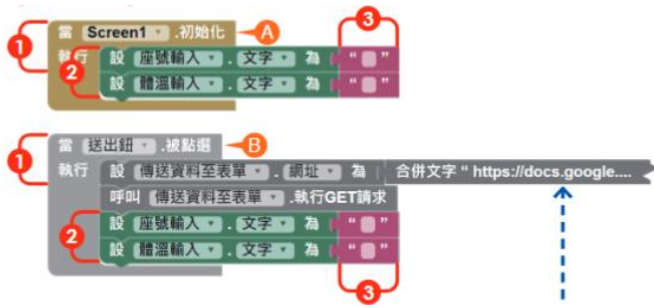 當 Screen1 .初始化 A
1
3
執行 設 座號輸入 . 文字 為 " "
2
設 體溫輸入 . 文字 為 " "
當 送出鈕 .被點選 B
1
執行 設 傳送資料至表單 . 網址 為 合併文字 " https://docs.google....
呼叫 傳送資料至表單 .執行GET請求
設 座號輸入 . 文字 為 " "
2
設 體溫輸入 . 文字 為 " "
3